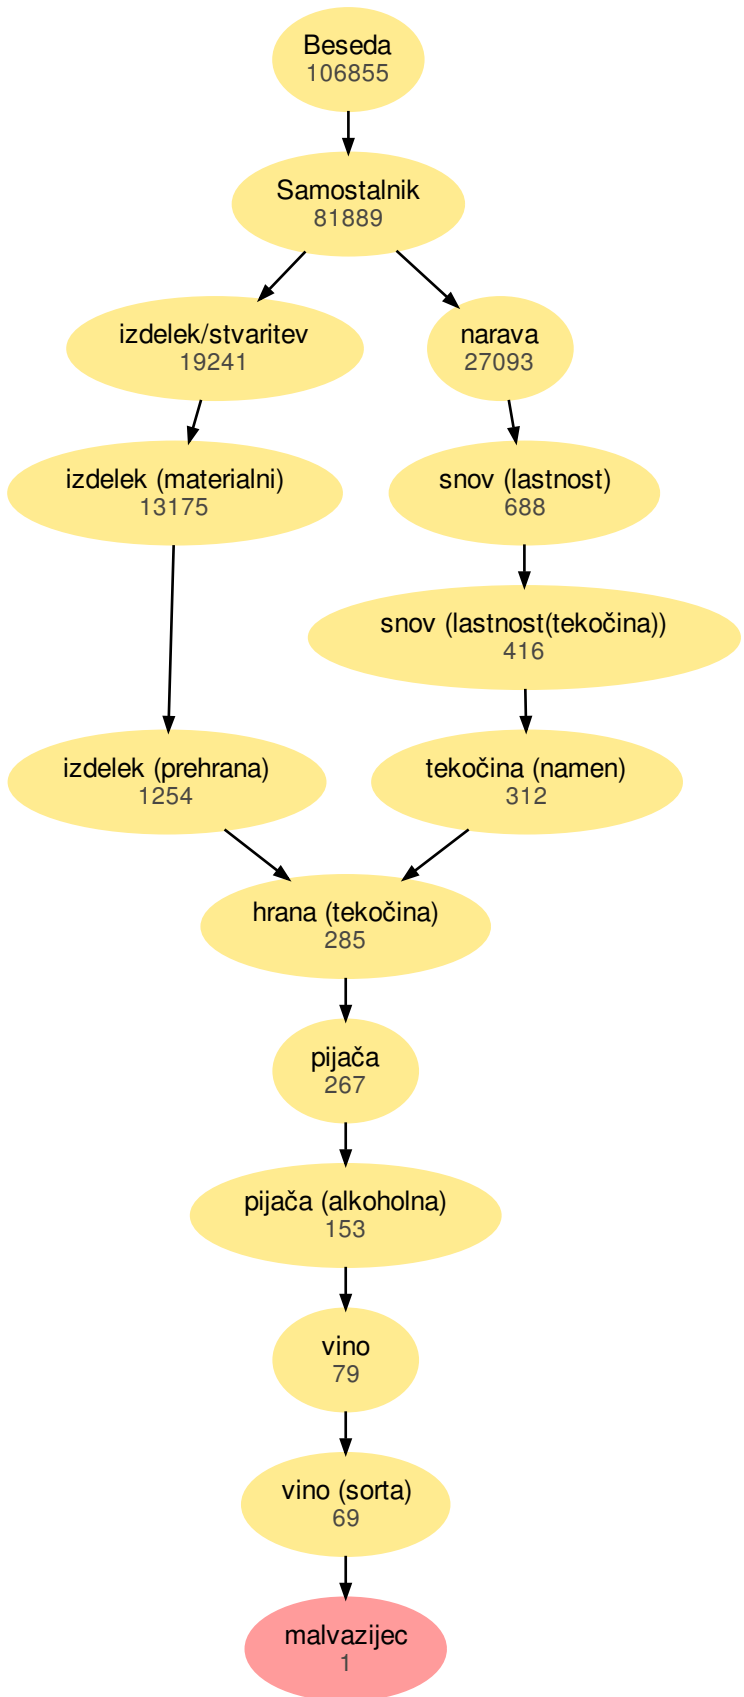 Beseda
106855
Samostalnik
81889
izdelek/stvaritev
19241
narava
27093
izdelek (materialni)
13175
snov (lastnost)
688
snov (lastnost(tekočina))
416
izdelek (prehrana)
1254
tekočina (namen)
312
hrana (tekočina)
285
pijača
267
pijača (alkoholna)
153
vino
79
vino (sorta)
69
malvazijec
1